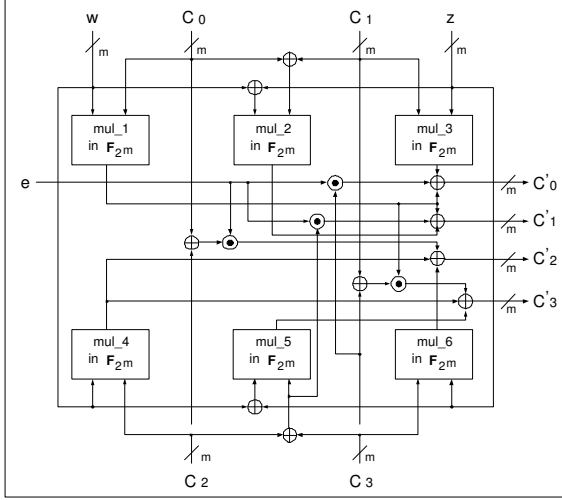 w C 0 C 1 z
m m m m
mul_1 mul_2 mul_3
in F2m in F2m in F2m
e
m C'0
m C'1
m C'2
m C'3
mul_4 mul_5 mul_6
in F2m in F2m in F2m
m m
C 2 C 3